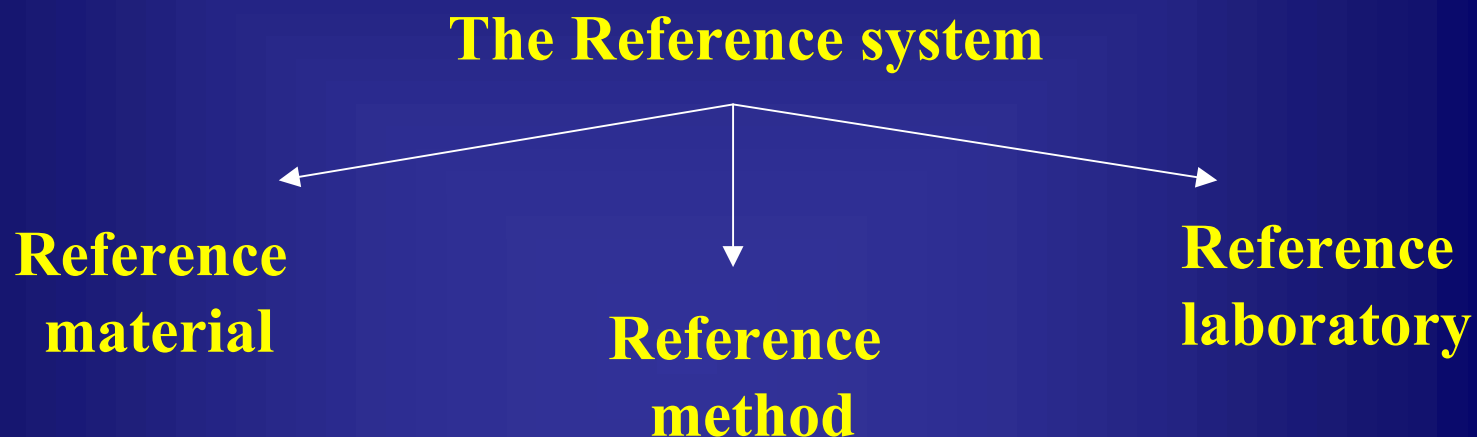 The Reference system
Reference
material
Reference
method
Reference
laboratory